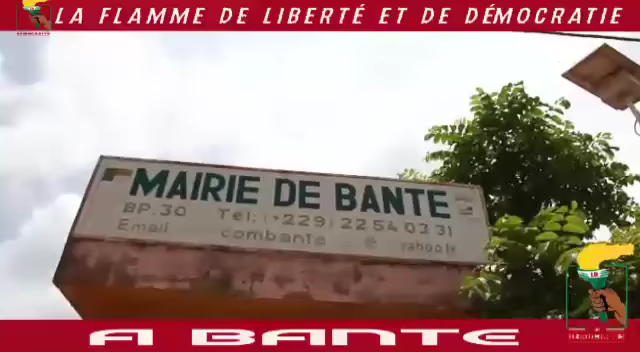 LA FLAMME DE LIBERTÉ ET DE DÉMOCRATIE
MAIRIE DE BANTE
BP.30 Tel: (+229) 22 54 03 31
Email combante @ yahoo.fr
LD
A BANTE